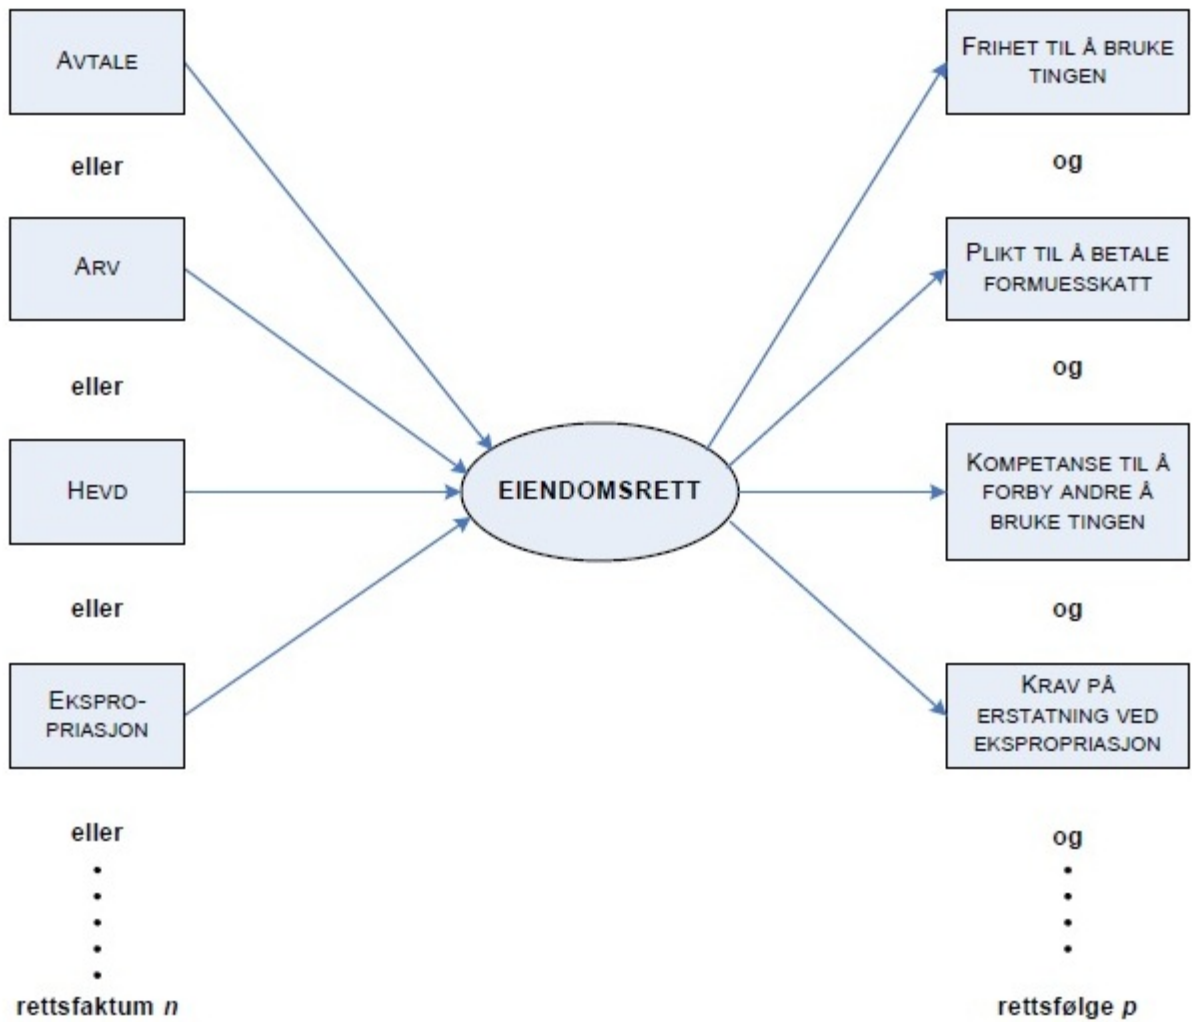 AVTALE
eller
ARV
eller
HEVD
eller
EKSPRO-
PRIASJON
eller
rettsfaktum n
EIENDOMSRETT
FRIHET TIL Å BRUKE
TINGEN
og
PLIKT TIL Å BETALE
FORMUESSKATT
og
KOMPETANSE TIL Å
FORBY ANDRE Å
BRUKE TINGEN
og
KRAV PÅ
ERSTATNING VED
EKSPROPRIASJON
og
rettsfølge p